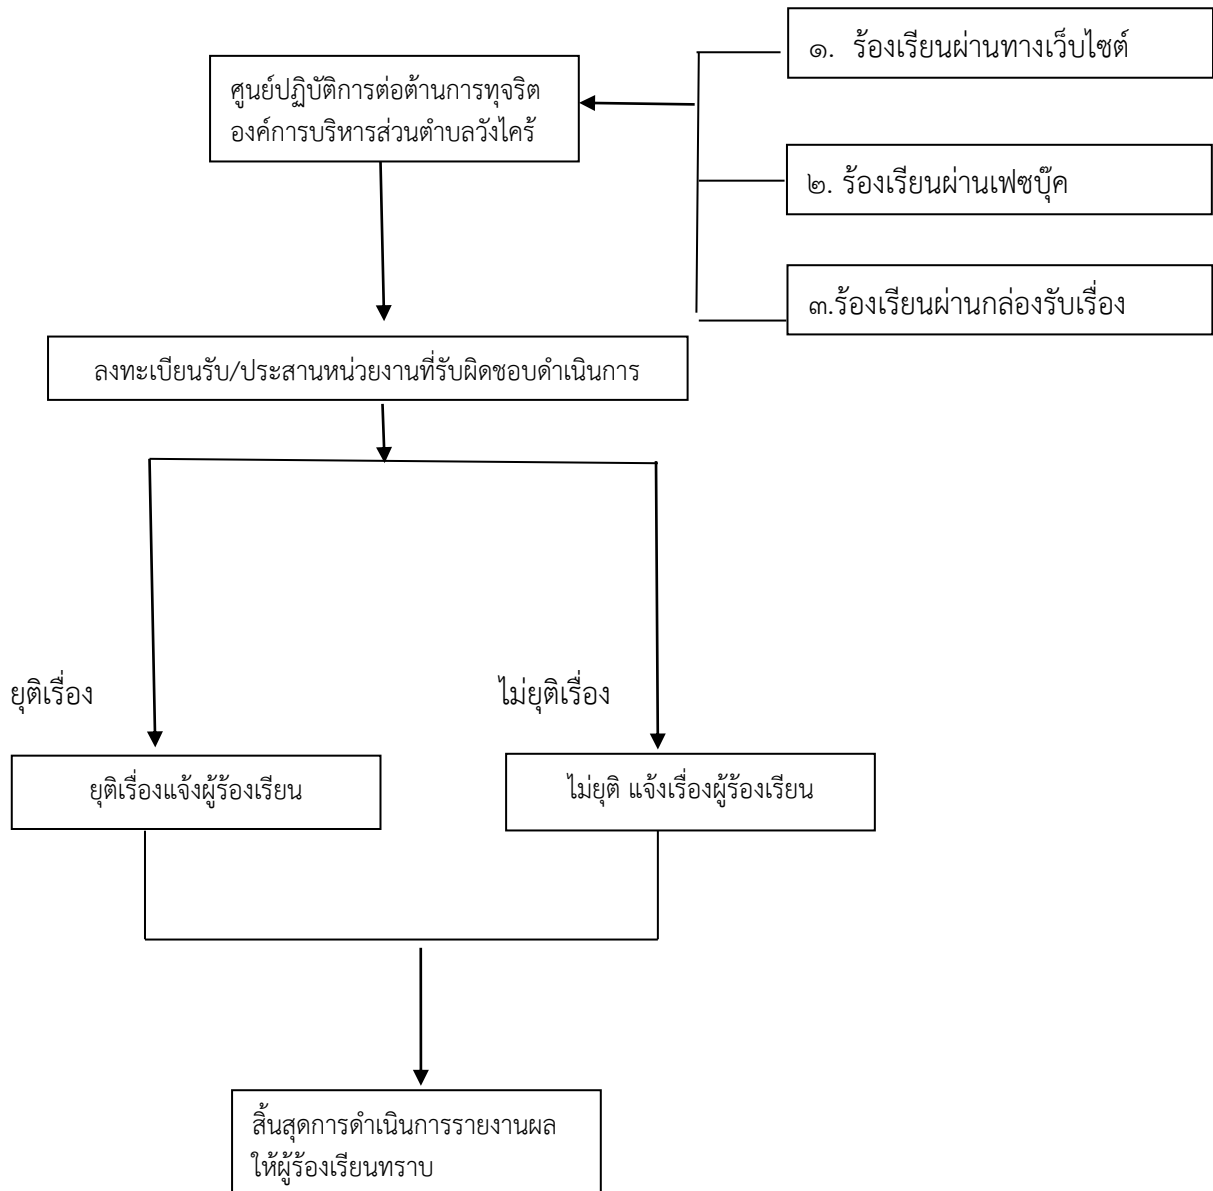 ๑. ร้องเรียนผ่านทางเว็บไซต์
ศูนย์ปฏิบัติการต่อต้านการทุจริต
องค์การบริหารส่วนตำบลวังไคร้
๒. ร้องเรียนผ่านเฟซบุ๊ค
๓.ร้องเรียนผ่านกล่องรับเรื่อง
ลงทะเบียนรับ/ประสานหน่วยงานที่รับผิดชอบดำเนินการ
ยุติเรื่อง
ไม่ยุติเรื่อง
ยุติเรื่องแจ้งผู้ร้องเรียน
ไม่ยุติ แจ้งเรื่องผู้ร้องเรียน
สิ้นสุดการดำเนินการรายงานผล
ให้ผู้ร้องเรียนทราบ